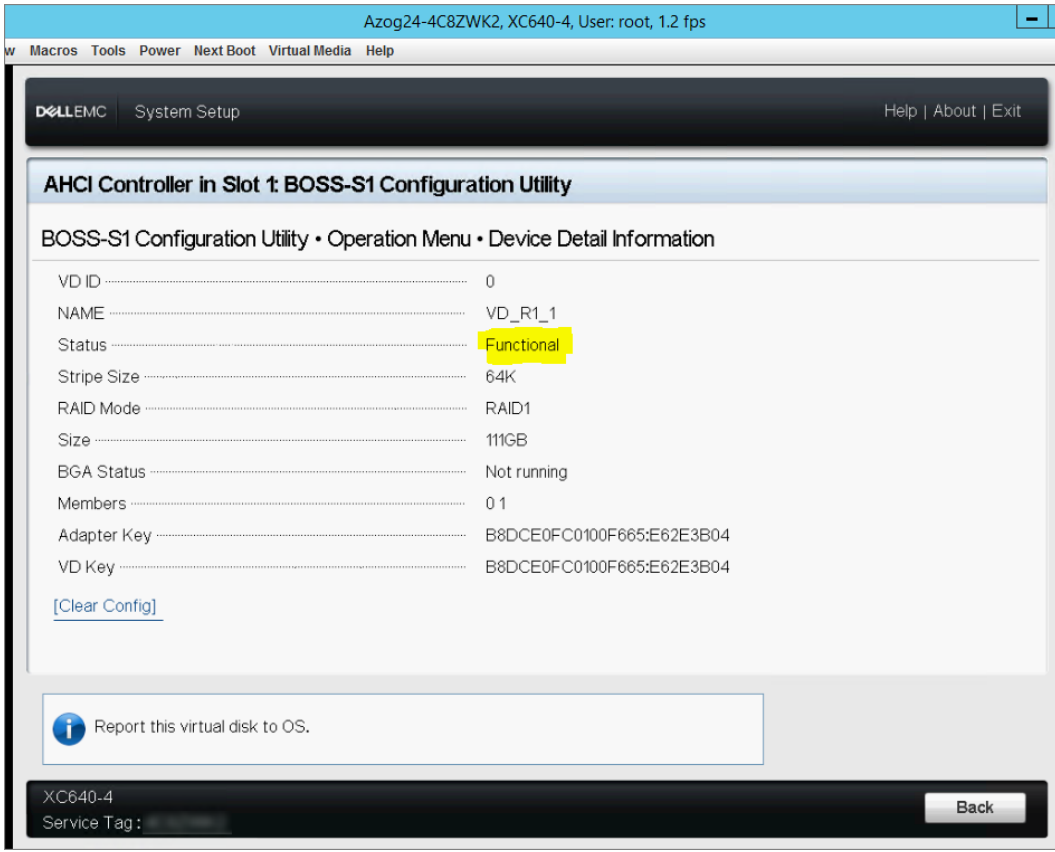 Azog24-4C8ZWK2, XC640-4, User: root, 1.2 fps
w Macros Tools Power Next Boot Virtual Media Help
DELLEMC System Setup Help | About | Exit
AHCI Controller in Slot 1: BOSS-S1 Configuration Utility
BOSS-S1 Configuration Utility • Operation Menu • Device Detail Information
VD ID 0
NAME VD_R1_1
Status Functional
Stripe Size 64K
RAID Mode RAID1
Size 111GB
BGA Status Not running
Members 0 1
Adapter Key B8DCE0FC0100F665:E62E3B04
VD Key B8DCE0FC0100F665:E62E3B04
[Clear Config]
Report this virtual disk to OS.
XC640-4
Service Tag :
Back